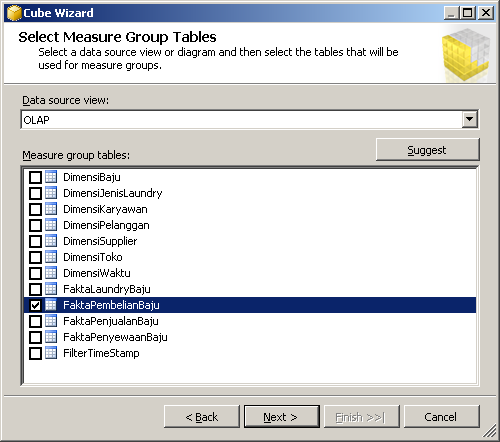 Cube Wizard
Select Measure Group Tables
Select a data source view or diagram and then select the tables that will be
used for measure groups.
Data source view:
OLAP
Suggest
Measure group tables:
DimensiBaju
DimensiJenisLaundry
DimensiKaryawan
DimensiPelanggan
DimensiSupplier
DimensiToko
DimensiWaktu
FaktaLaundryBaju
FaktaPembelianBaju
FaktaPenjualanBaju
FaktaPenyewaanBaju
FilterTimeStamp
< Back
Next >
Finish >>|
Cancel